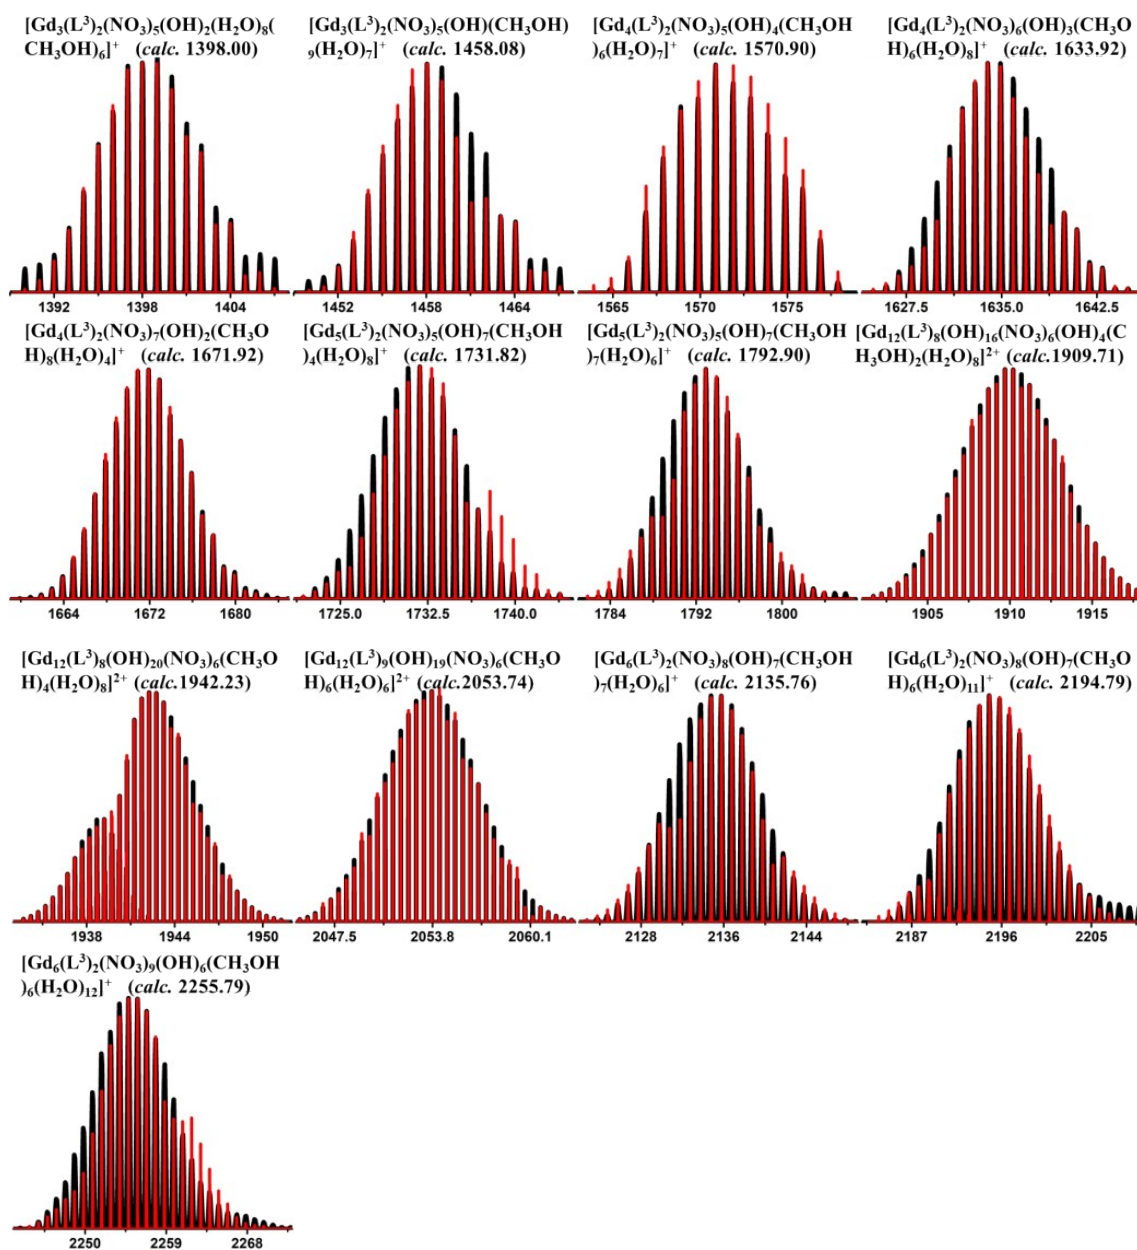 [Gd₃(L³)₂(NO₃)₅(OH)₂(H₂O)₈(
CH₃OH)₆]⁺ (calc. 1398.00)
[Gd₃(L³)₂(NO₃)₅(OH)(CH₃OH)
₉(H₂O)₇]⁺ (calc. 1458.08)
[Gd₄(L³)₂(NO₃)₅(OH)₄(CH₃OH
)₆(H₂O)₇]⁺ (calc. 1570.90)
[Gd₄(L³)₂(NO₃)₆(OH)₃(CH₃O
H)₆(H₂O)₈]⁺ (calc. 1633.92)
1392 1398 1404
1452 1458 1464
1565 1570 1575
1627.5 1635.0 1642.5
[Gd₄(L³)₂(NO₃)₇(OH)₂(CH₃O
H)₈(H₂O)₄]⁺ (calc. 1671.92)
[Gd₅(L³)₂(NO₃)₅(OH)₇(CH₃OH
)₄(H₂O)₈]⁺ (calc. 1731.82)
[Gd₅(L³)₂(NO₃)₅(OH)₇(CH₃OH
)₇(H₂O)₆]⁺ (calc. 1792.90)
[Gd₁₂(L³)₈(OH)₁₆(NO₃)₆(OH)₄(C
H₃OH)₂(H₂O)₈]²⁺ (calc.1909.71)
1664 1672 1680
1725.0 1732.5 1740.0
1784 1792 1800
1905 1910 1915
[Gd₁₂(L³)₈(OH)₂₀(NO₃)₆(CH₃O
H)₄(H₂O)₈]²⁺ (calc.1942.23)
[Gd₁₂(L³)₉(OH)₁₉(NO₃)₆(CH₃O
H)₆(H₂O)₆]²⁺ (calc.2053.74)
[Gd₆(L³)₂(NO₃)₈(OH)₇(CH₃OH
)₇(H₂O)₆]⁺ (calc. 2135.76)
[Gd₆(L³)₂(NO₃)₈(OH)₇(CH₃O
H)₆(H₂O)₁₁]⁺ (calc. 2194.79)
1938 1944 1950
2047.5 2053.8 2060.1
2128 2136 2144
2187 2196 2205
[Gd₆(L³)₂(NO₃)₉(OH)₆(CH₃OH
)₆(H₂O)₁₂]⁺ (calc. 2255.79)
2250 2259 2268